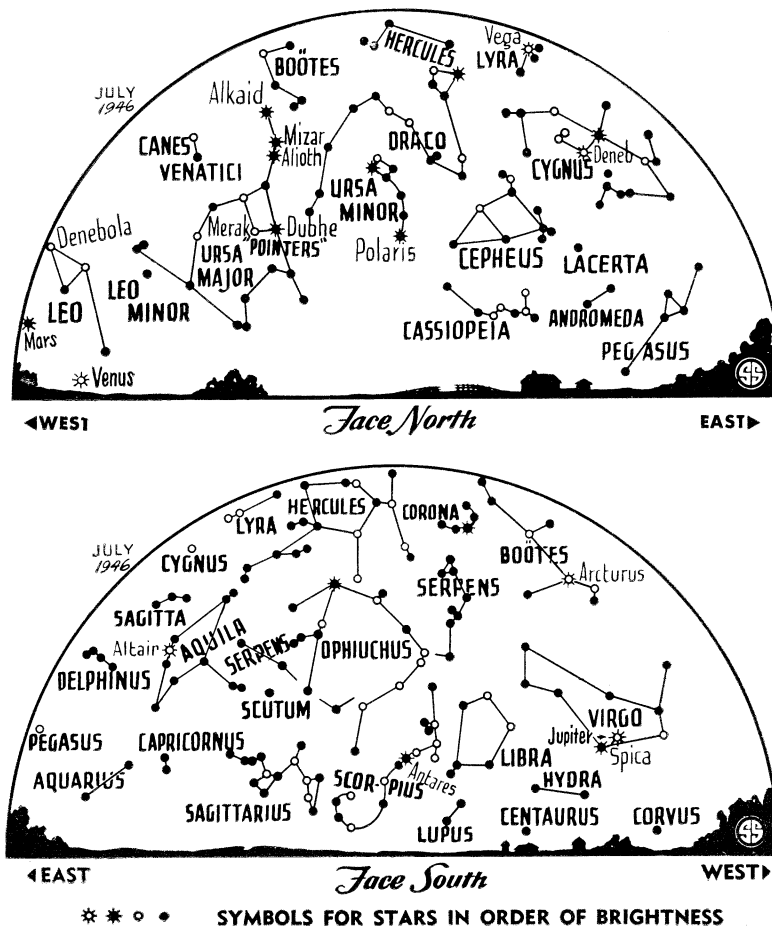 HERCULES
Vega
LYRA
BOÖTES
JULY
1946
Alkaid
CANES
VENATICI
Mizar
Alioth
DRACO
CYGNUS
Deneb
URSA
MINOR
Denebola
Merak
Dubhe
"POINTERS"
URSA
MAJOR
Polaris
CEPHEUS
LACERTA
LEO
LEO
MINOR
CASSIOPEIA
ANDROMEDA
Mars
PEGASUS
Venus
SS
◄WEST
Face North
EAST►
HERCULES
LYRA
CORONA
JULY
1946
CYGNUS
BOÖTES
Arcturus
SERPENS
SAGITTA
Altair
AQUILA
SERPENS
OPHIUCHUS
DELPHINUS
SCUTUM
VIRGO
PEGASUS
CAPRICORNUS
Jupiter
Spica
LIBRA
AQUARIUS
SCOR-PIUS
Antares
HYDRA
SAGITTARIUS
LUPUS
CENTAURUS
CORVUS
SS
◄EAST
Face South
WEST►
SYMBOLS FOR STARS IN ORDER OF BRIGHTNESS